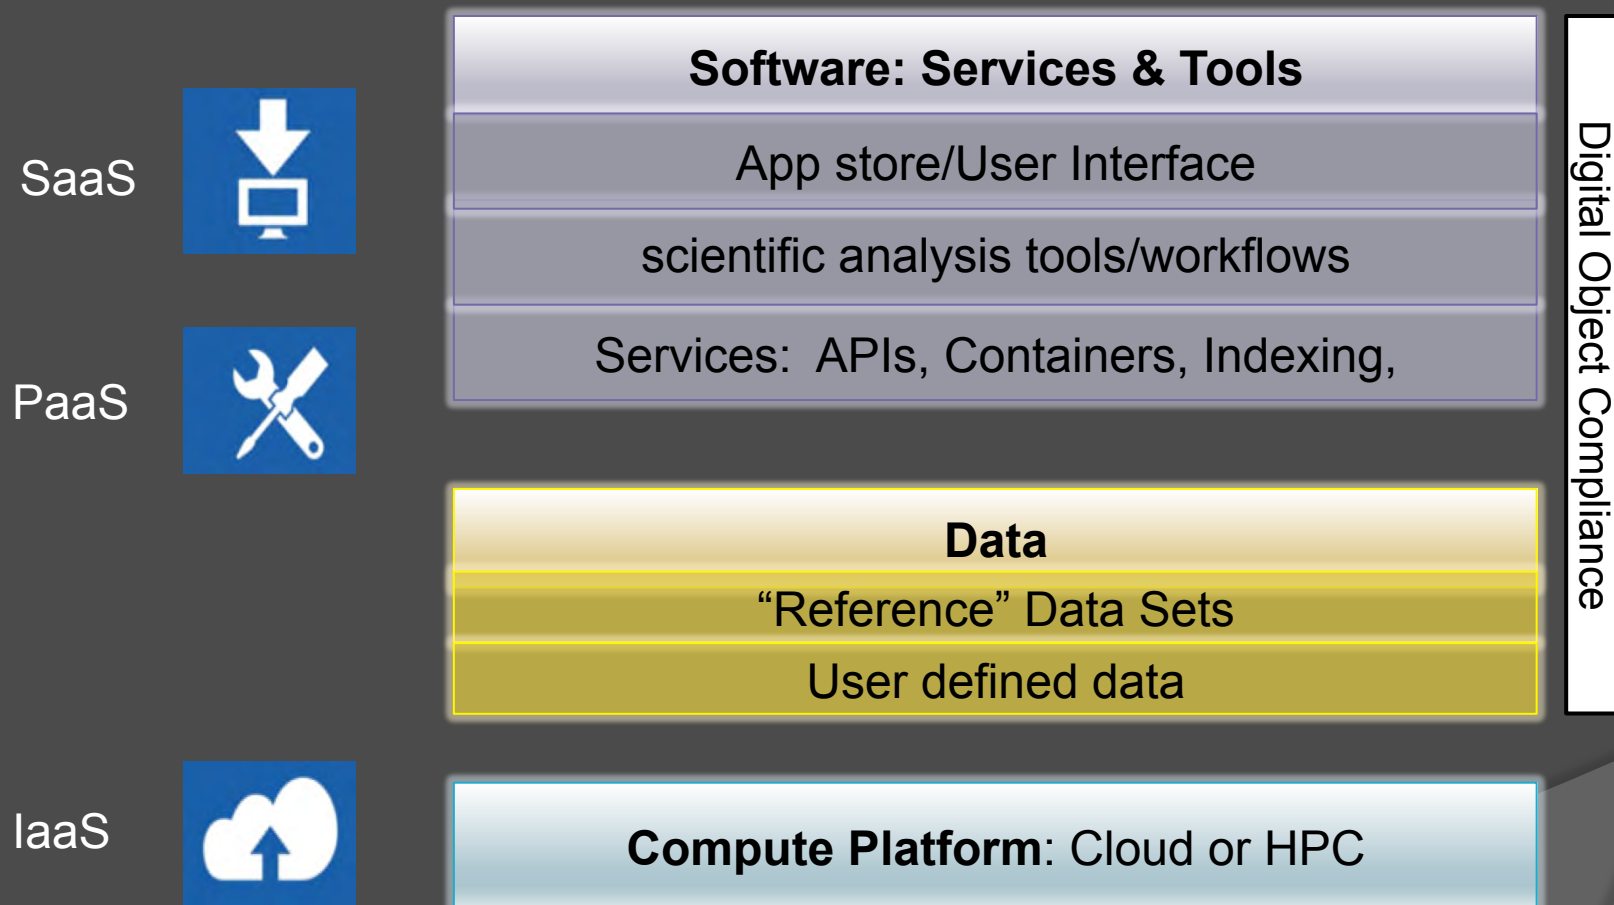 Software: Services & Tools
App store/User Interface
SaaS
scientific analysis tools/workflows
Services:  APIs, Containers, Indexing,
PaaS
Data
“Reference” Data Sets
User defined data
IaaS
Compute Platform: Cloud or HPC
Digital Object Compliance